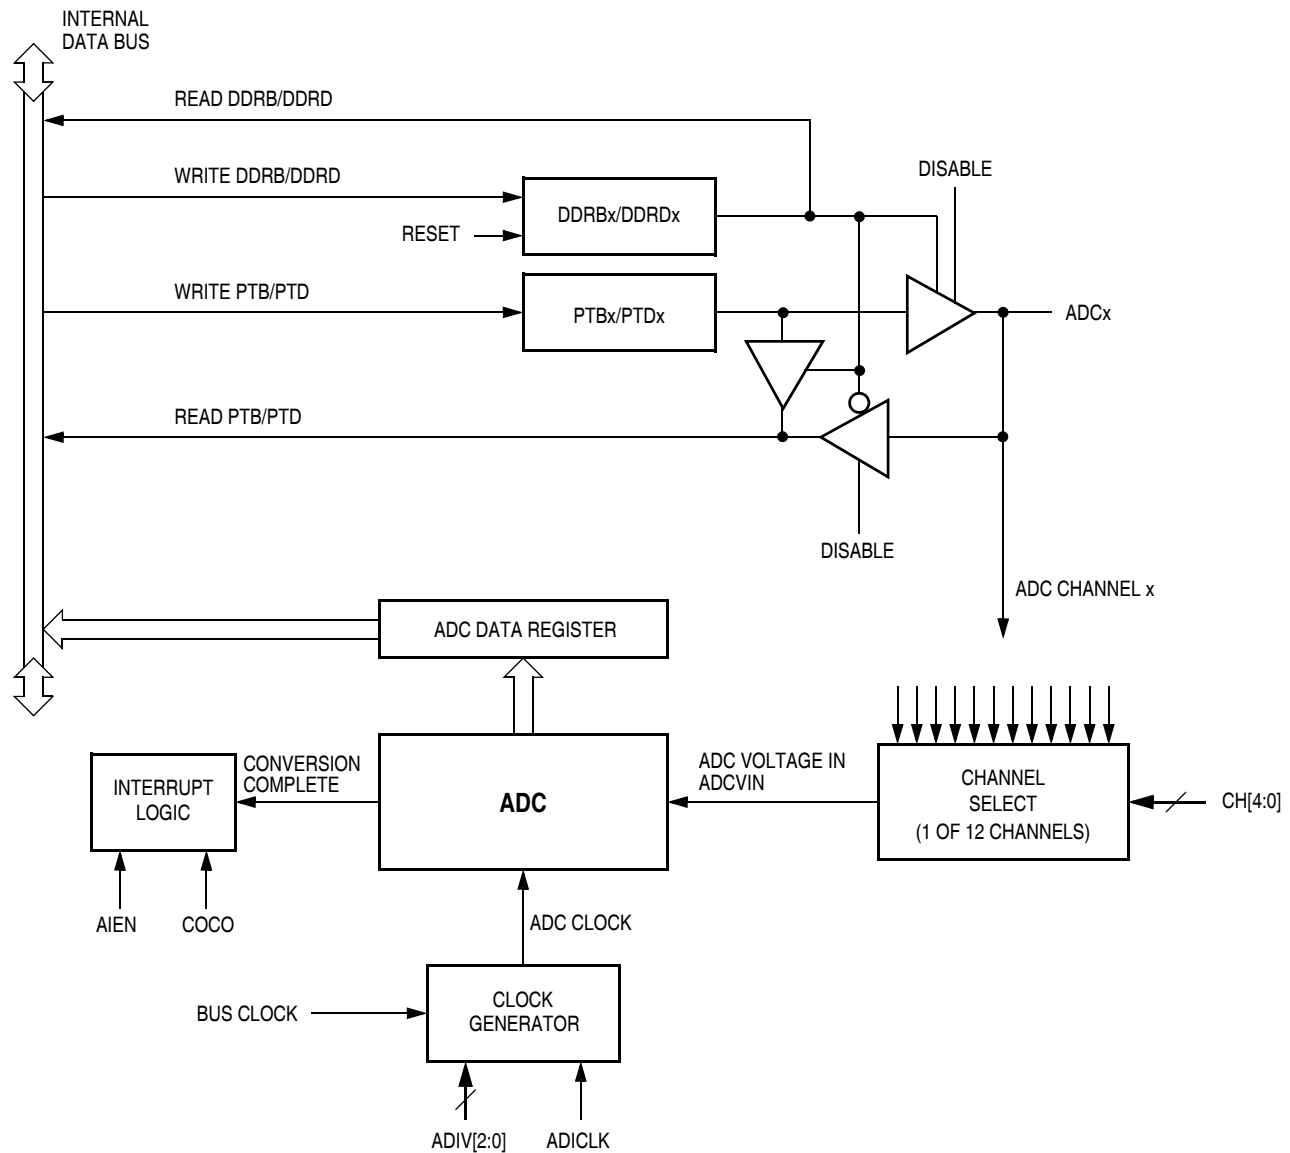 INTERNAL
DATA BUS
READ DDRB/DDRD
WRITE DDRB/DDRD
DISABLE
DDRBx/DDRDx
RESET
WRITE PTB/PTD
PTBx/PTDx
ADCx
READ PTB/PTD
DISABLE
ADC CHANNEL x
ADC DATA REGISTER
INTERRUPT
LOGIC
CONVERSION
COMPLETE
ADC
ADC VOLTAGE IN
ADCVIN
CHANNEL
SELECT
(1 OF 12 CHANNELS)
CH[4:0]
AIEN
COCO
ADC CLOCK
BUS CLOCK
CLOCK
GENERATOR
ADIV[2:0]
ADICLK